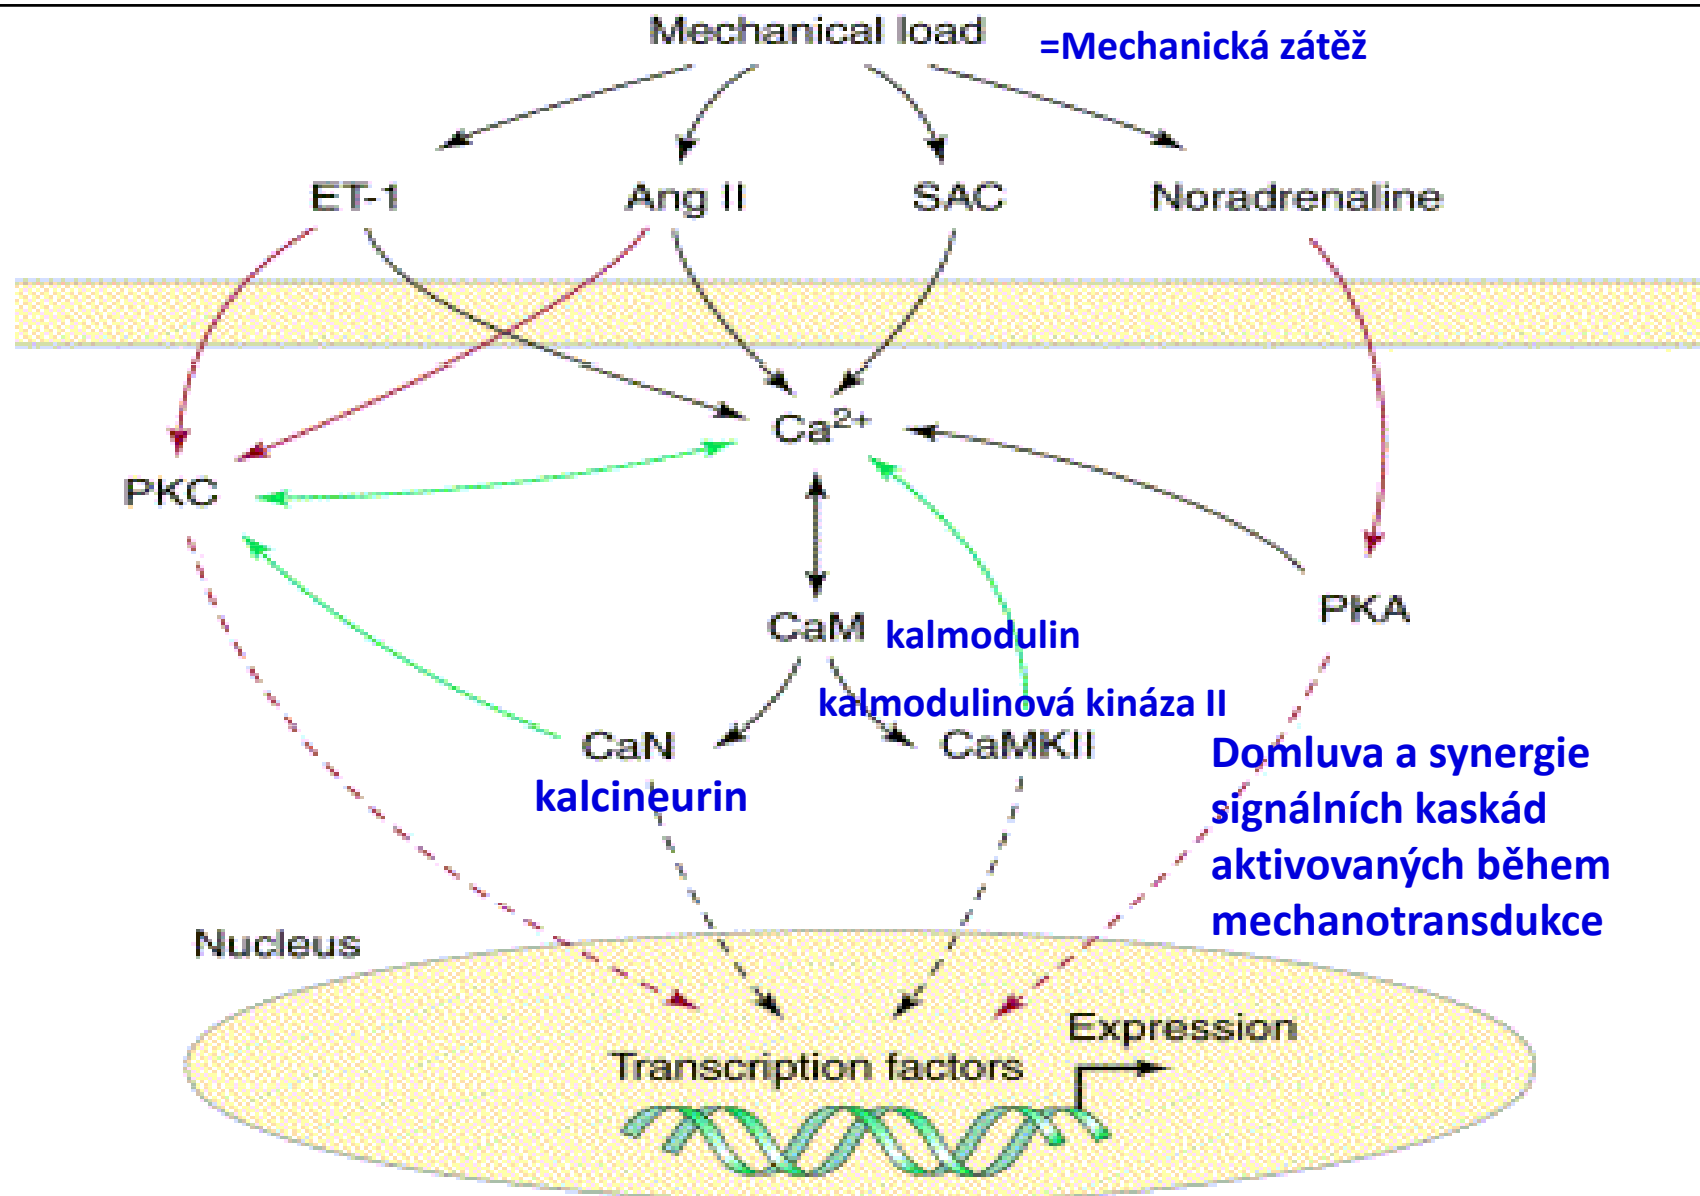 Mechanical load
=Mechanická zátěž
ET-1
Ang II
SAC
Noradrenaline
Ca²⁺
PKC
PKA
CaM
kalmodulin
kalmodulinová kináza II
CaN
CaMKII
kalcineurin
Domluva a synergie
signálních kaskád
aktivovaných během
mechanotransdukce
Nucleus
Expression
Transcription factors